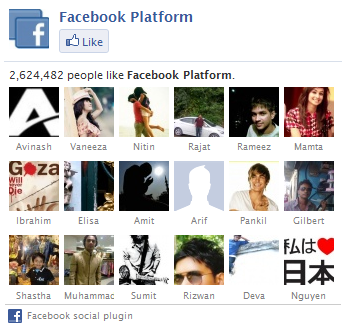 Facebook Platform
Like
2,624,482 people like Facebook Platform.
Avinash Vaneeza Nitin Rajat Rameez Mamta
Goza
Will
never
Die
Ibrahim Elisa Amit Arif Pankil Gilbert
私は❤
日本
Shastha Muhammac Sumit Rizwan Deva Nguyen
Facebook social plugin